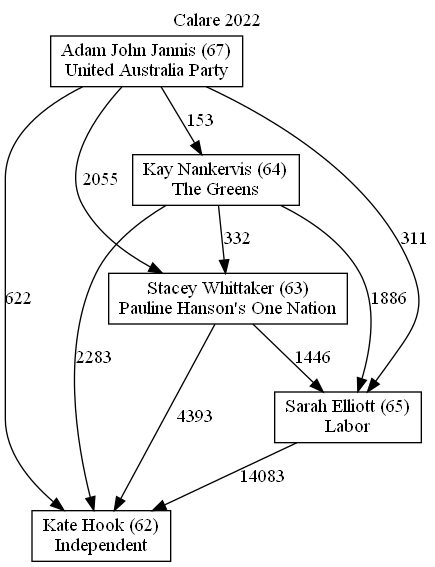 Calare 2022
Adam John Jannis (67)
United Australia Party
153
Kay Nankervis (64)
The Greens
2055
332
311
622
1886
Stacey Whittaker (63)
Pauline Hanson's One Nation
2283
1446
4393
Sarah Elliott (65)
Labor
14083
Kate Hook (62)
Independent